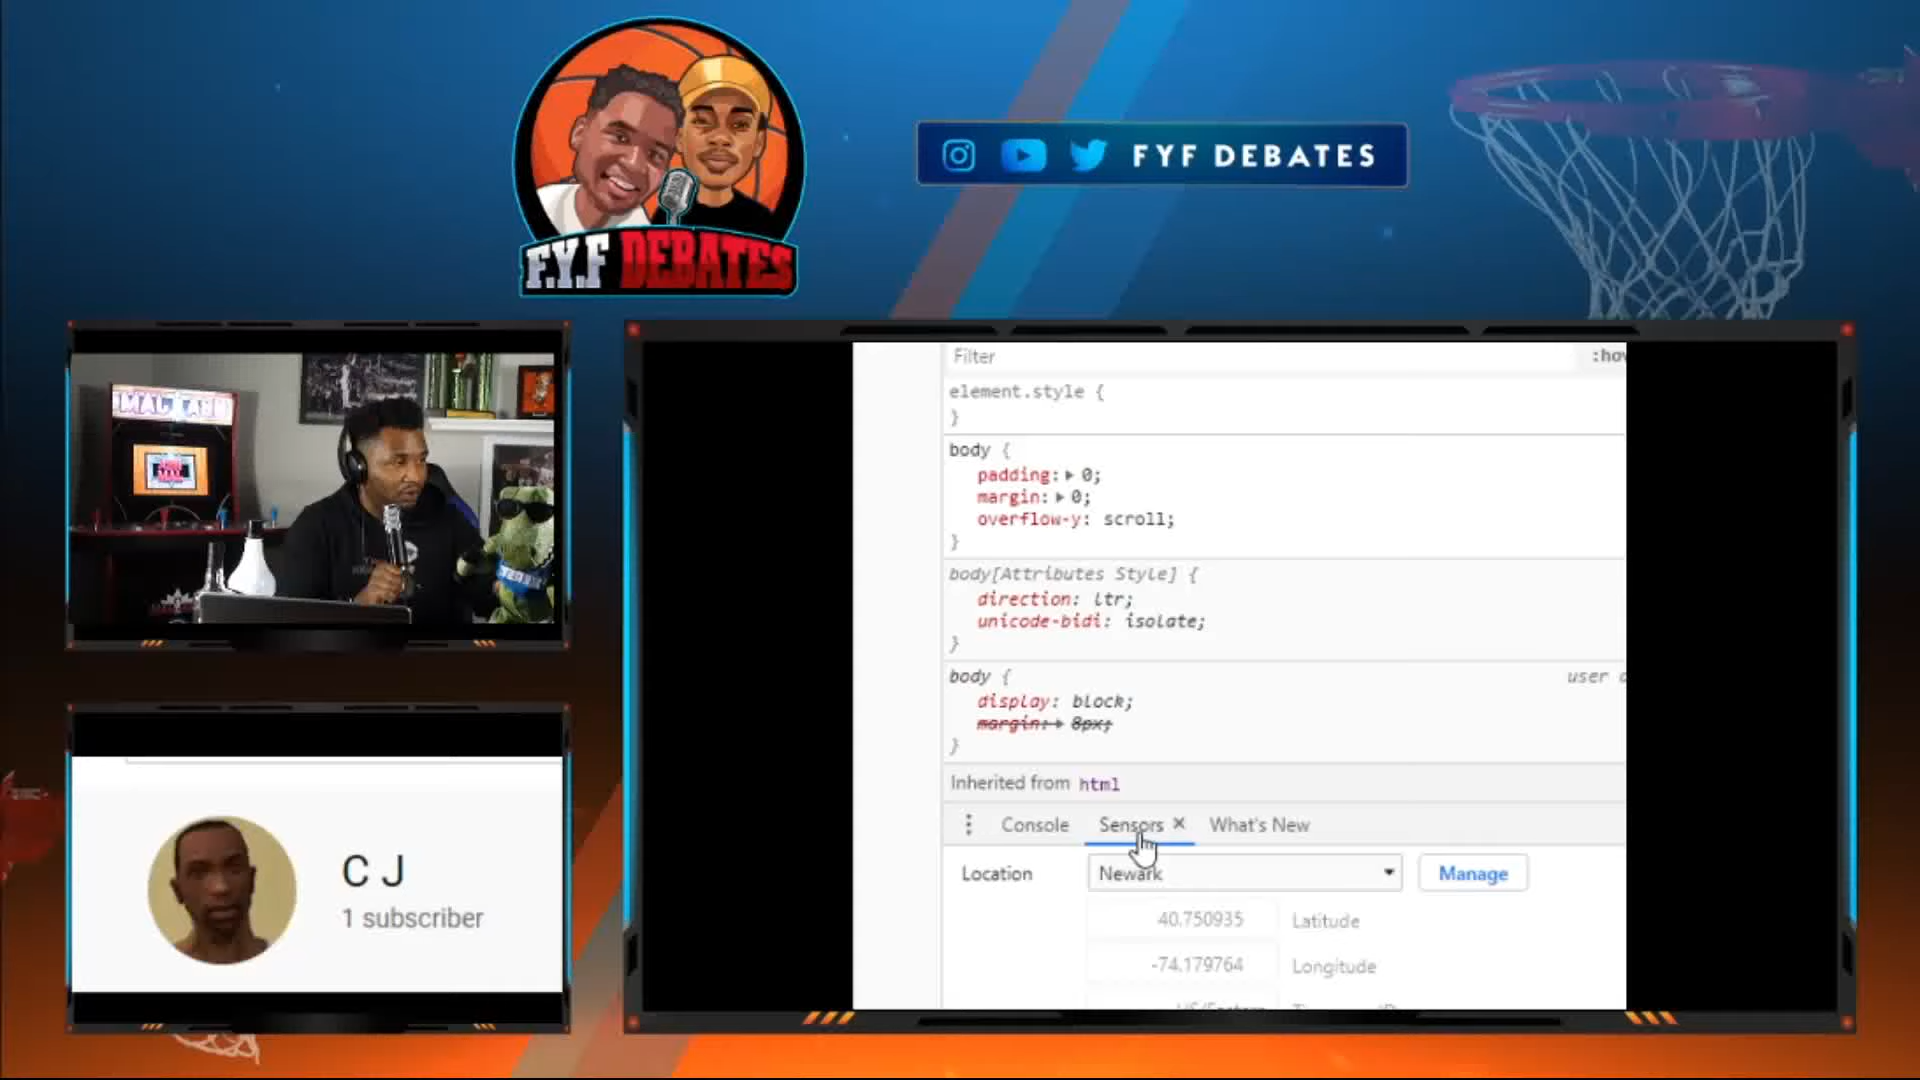 F.Y.F DEBATES
FYF DEBATES
Filter
element.style {
}
body {
padding: 0;
margin: 0;
overflow-y: scroll;
}
body[Attributes Style] {
direction: ltr;
unicode-bidi: isolate;
}
body {
user
display: block;
margin: 8px;
}
Inherited from html
Console
Sensors ×
What's New
Location
Newark
Manage
40.750935
Latitude
-74.179764
Longitude
C J
1 subscriber